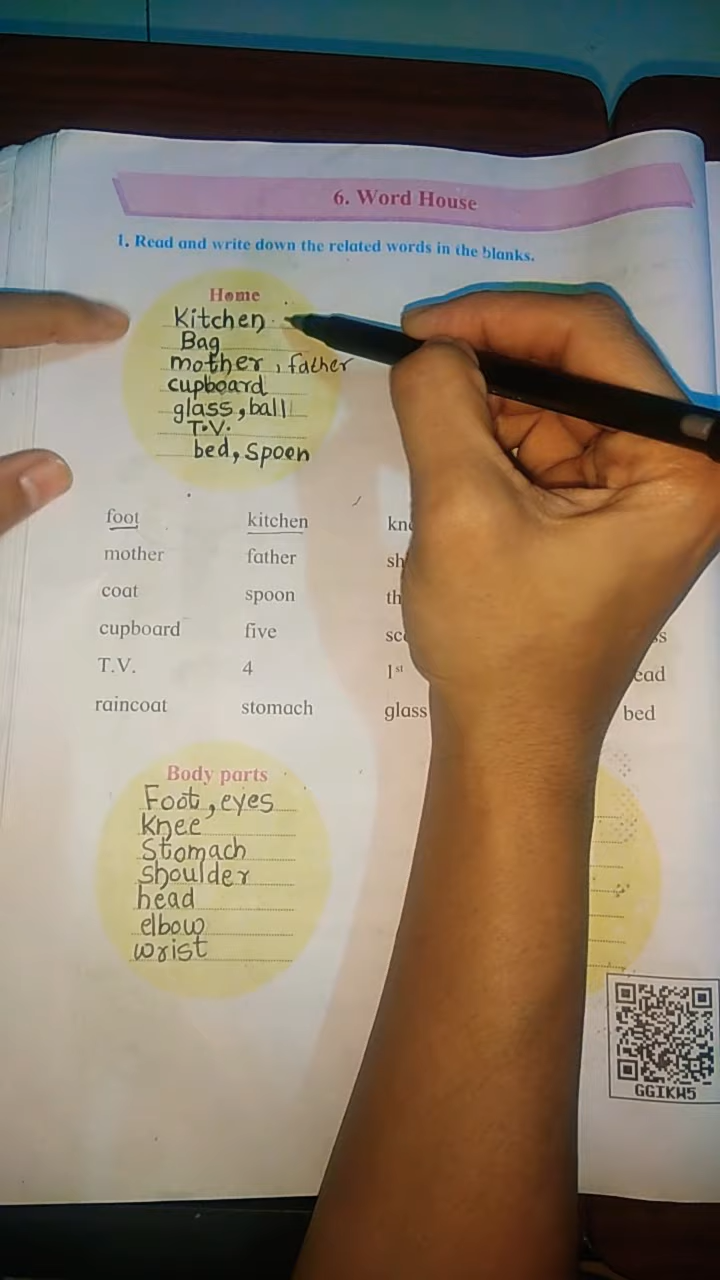 6. Word House
1. Read and write down the related words in the blanks.
Home
Kitchen
Bag
mother, father
cupboard
glass, ball
T.V.
bed, spoon
foot kitchen
mother father
coat spoon
cupboard five
T.V. 4 1st
raincoat stomach glass bed
Body parts
Foot, eyes
Knee
Stomach
shoulder
head
elbow
wrist
GGIKW5